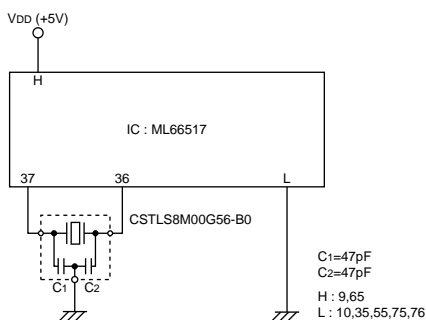 VDD (+5V)
H
IC : ML66517
37 36 L
CSTLS8M00G56-B0
C1 C2
C1=47pF
C2=47pF
H : 9,65
L : 10,35,55,75,76